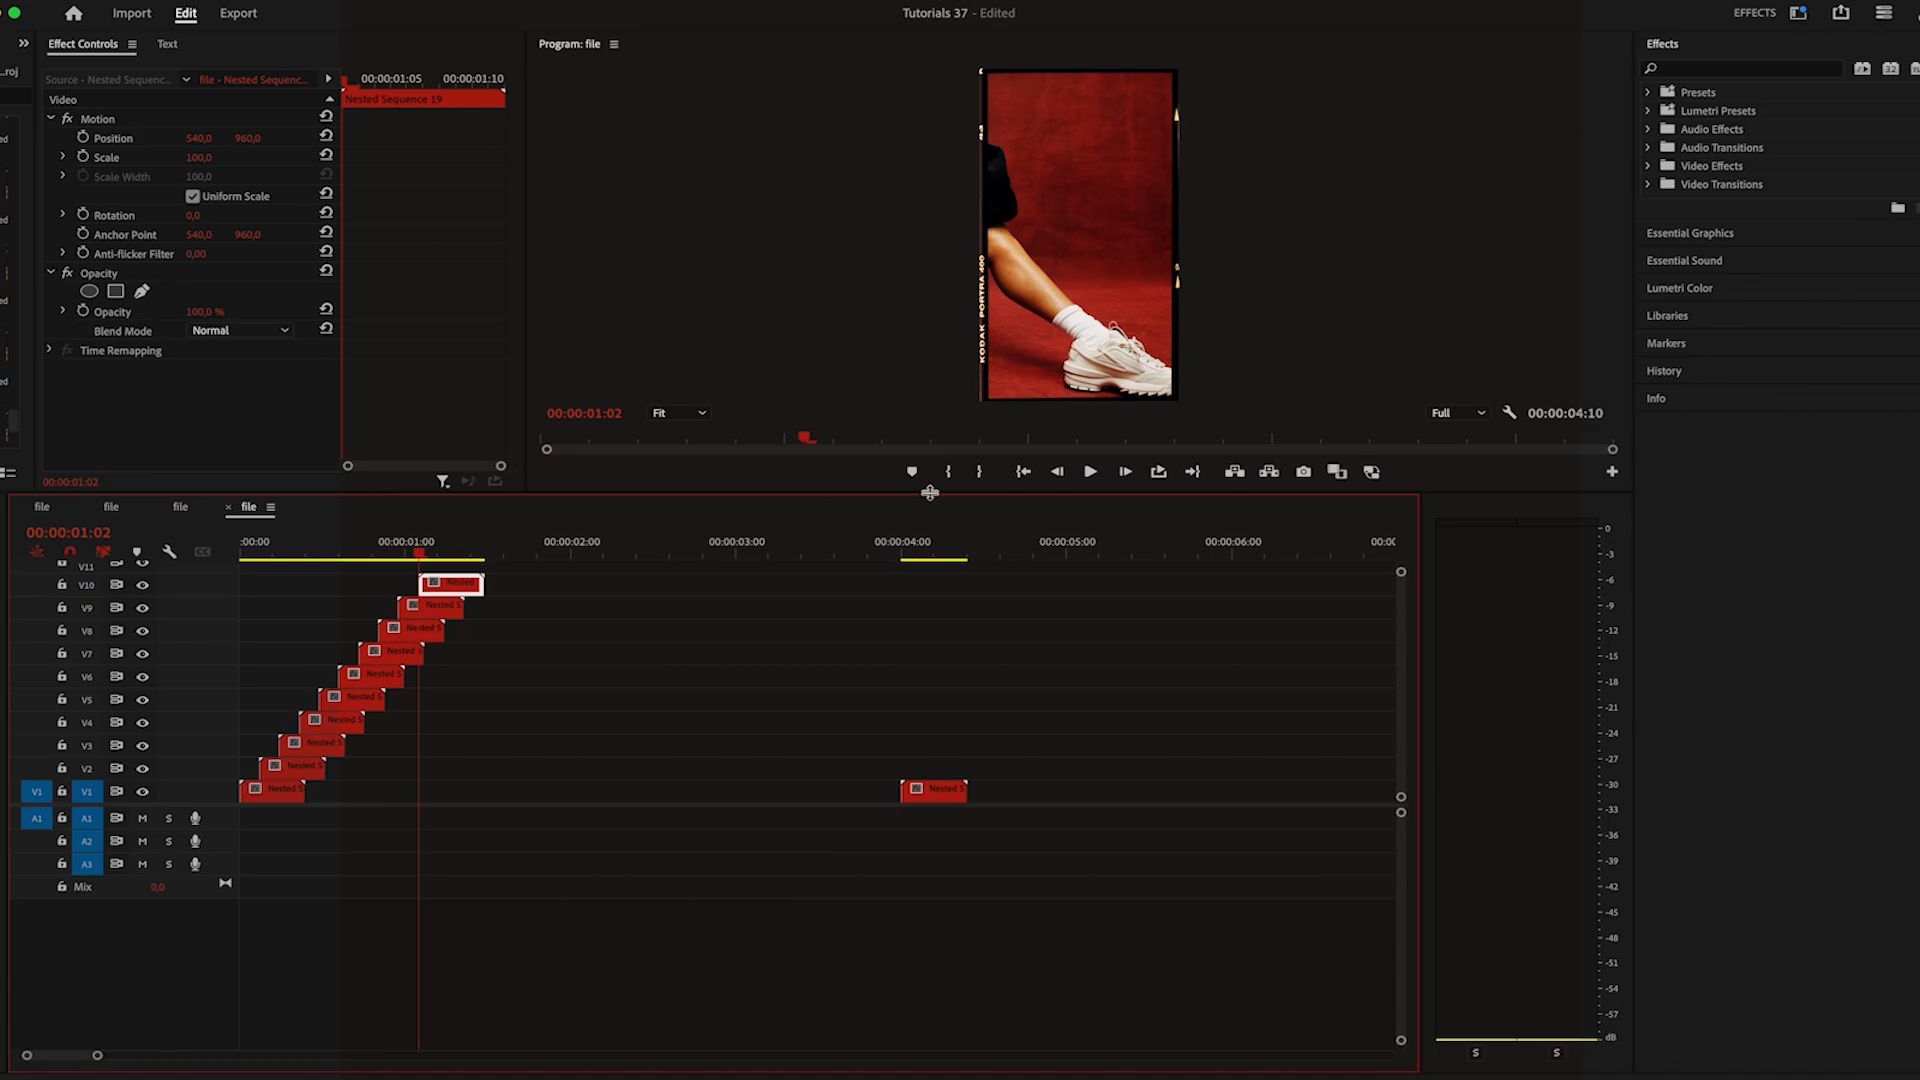 Import Edit Export
Tutorials 37 - Edited
EFFECTS
.roj
Effect Controls Text
Source - Nested Sequenc... file - Nested Sequenc...
00:00:01:05 00:00:01:10
Video
Nested Sequence 19
fx Motion
Position 540,0 960,0
Scale 100,0
Scale Width 100,0
Uniform Scale
Rotation 0,0
Anchor Point 540,0 960,0
Anti-flicker Filter 0,00
fx Opacity
Opacity 100,0 %
Blend Mode Normal
fx Time Remapping
00:00:01:02
Program: file
KODAK PORTRA 400
00:00:01:02 Fit Full 00:00:04:10
Effects
32
Presets
Lumetri Presets
Audio Effects
Audio Transitions
Video Effects
Video Transitions
Essential Graphics
Essential Sound
Lumetri Color
Libraries
Markers
History
Info
file file file file
00:00:01:02
CC
:00:00 00:00:01:00 00:00:02:00 00:00:03:00 00:00:04:00 00:00:05:00 00:00:06:00 00:00
V11
V10 Nested
V9 Nested S
V8 Nested S
V7 Nested S
V6 Nested S
V5 Nested S
V4 Nested S
V3 Nested S
V2 Nested S
V1 V1 Nested S Nested S
A1 A1 M S
A2 M S
A3 M S
Mix 0,0
0
-3
-6
-9
-12
-15
-18
-21
-24
-27
-30
-33
-36
-39
-42
-45
-48
-51
-54
-57
dB
S S